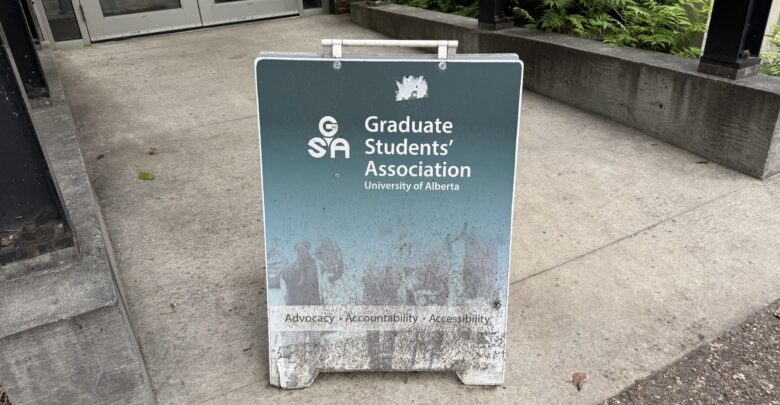 GSA
Graduate
Students'
Association
University of Alberta
Advocacy · Accountability · Accessibility